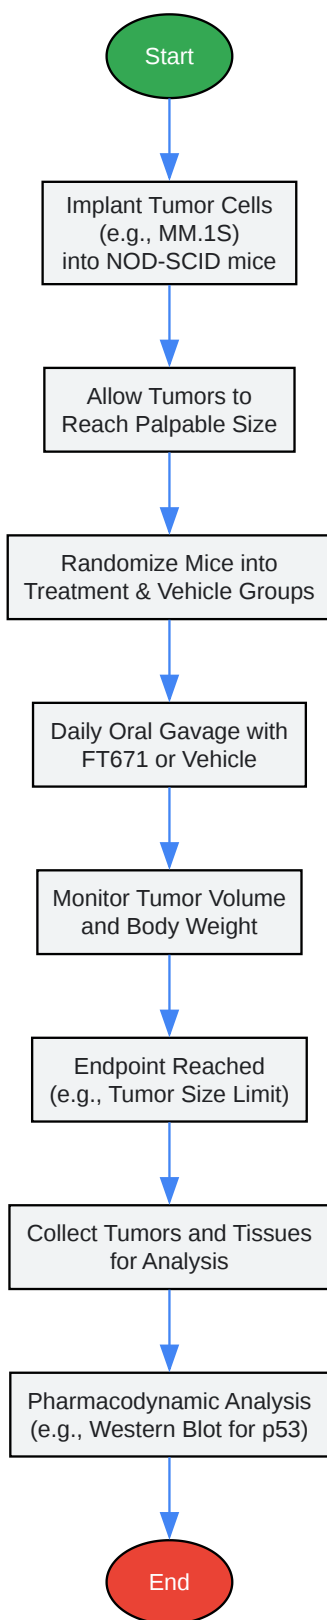 Start
Implant Tumor Cells
(e.g., MM.1S)
into NOD-SCID mice
Allow Tumors to
Reach Palpable Size
Randomize Mice into
Treatment & Vehicle Groups
Daily Oral Gavage with
FT671 or Vehicle
Monitor Tumor Volume
and Body Weight
Endpoint Reached
(e.g., Tumor Size Limit)
Collect Tumors and Tissues
for Analysis
Pharmacodynamic Analysis
(e.g., Western Blot for p53)
End